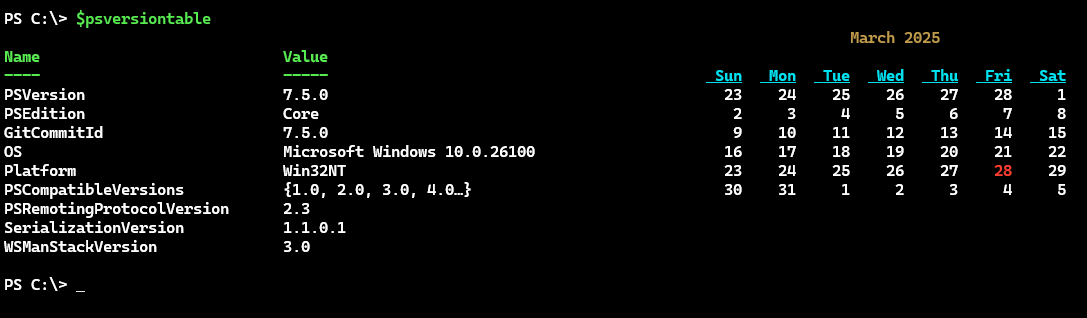 PS C:\> $psversiontable
March 2025
Name                           Value
----                           -----
PSVersion                      7.5.0
PSEdition                      Core
GitCommitId                    7.5.0
OS                             Microsoft Windows 10.0.26100
Platform                       Win32NT
PSCompatibleVersions           {1.0, 2.0, 3.0, 4.0…}
PSRemotingProtocolVersion      2.3
SerializationVersion           1.1.0.1
WSManStackVersion              3.0
PS C:\> _
Sun Mon Tue Wed Thu Fri Sat
23 24 25 26 27 28 1
2 3 4 5 6 7 8
9 10 11 12 13 14 15
16 17 18 19 20 21 22
23 24 25 26 27 28 29
30 31 1 2 3 4 5